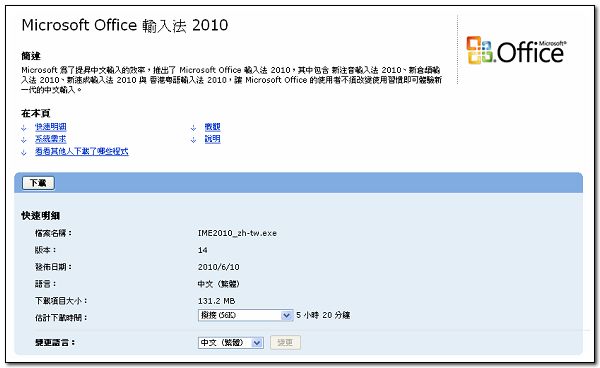 Microsoft Office 輸入法 2010
Microsoft®
Office
簡述
Microsoft 為了提昇中文輸入的效率，推出了 Microsoft Office 輸入法 2010，其中包含 新注音輸入法 2010、新倉頡輸
入法 2010、新速成輸入法 2010 與 香港粵語輸入法 2010，讓 Microsoft Office 的使用者不須改變使用習慣即可體驗新
一代的中文輸入。
在本頁
快速明細
概觀
系統需求
說明
看看其他人下載了哪些程式
下載
快速明細
檔案名稱： IME2010_zh-tw.exe
版本： 14
發佈日期： 2010/6/10
語言： 中文 (繁體)
下載項目大小： 131.2 MB
估計下載時間： 撥接 (56K) 5 小時 20 分鐘
變更語言： 中文 (繁體) 變更